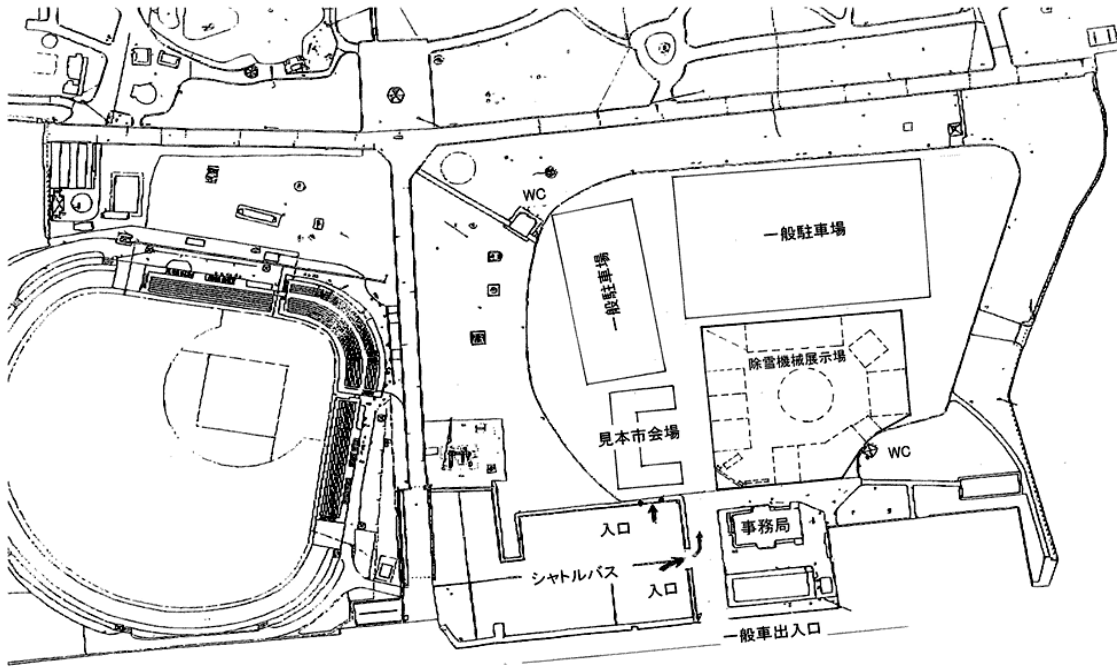 WC
一般駐車場
一般駐車場
除雪機械展示場
見本市会場
WC
入口
事務局
シャトルバス
入口
一般車出入口